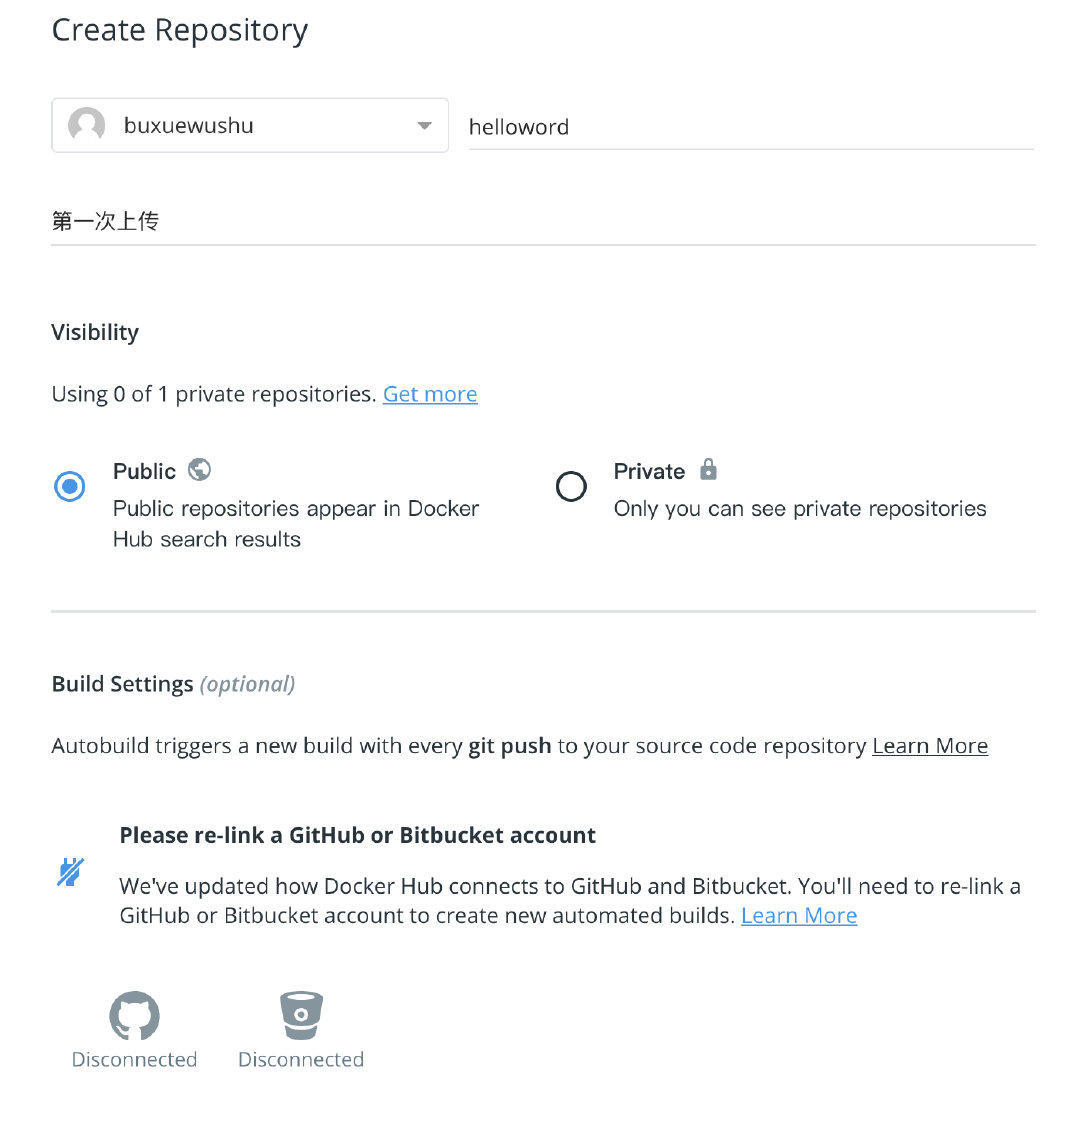 Create Repository
buxuewushu
helloword
第一次上传
Visibility
Using 0 of 1 private repositories. Get more
Public
Public repositories appear in Docker
Hub search results
Private
Only you can see private repositories
Build Settings (optional)
Autobuild triggers a new build with every git push to your source code repository Learn More
Please re-link a GitHub or Bitbucket account
We've updated how Docker Hub connects to GitHub and Bitbucket. You'll need to re-link a
GitHub or Bitbucket account to create new automated builds. Learn More
Disconnected
Disconnected